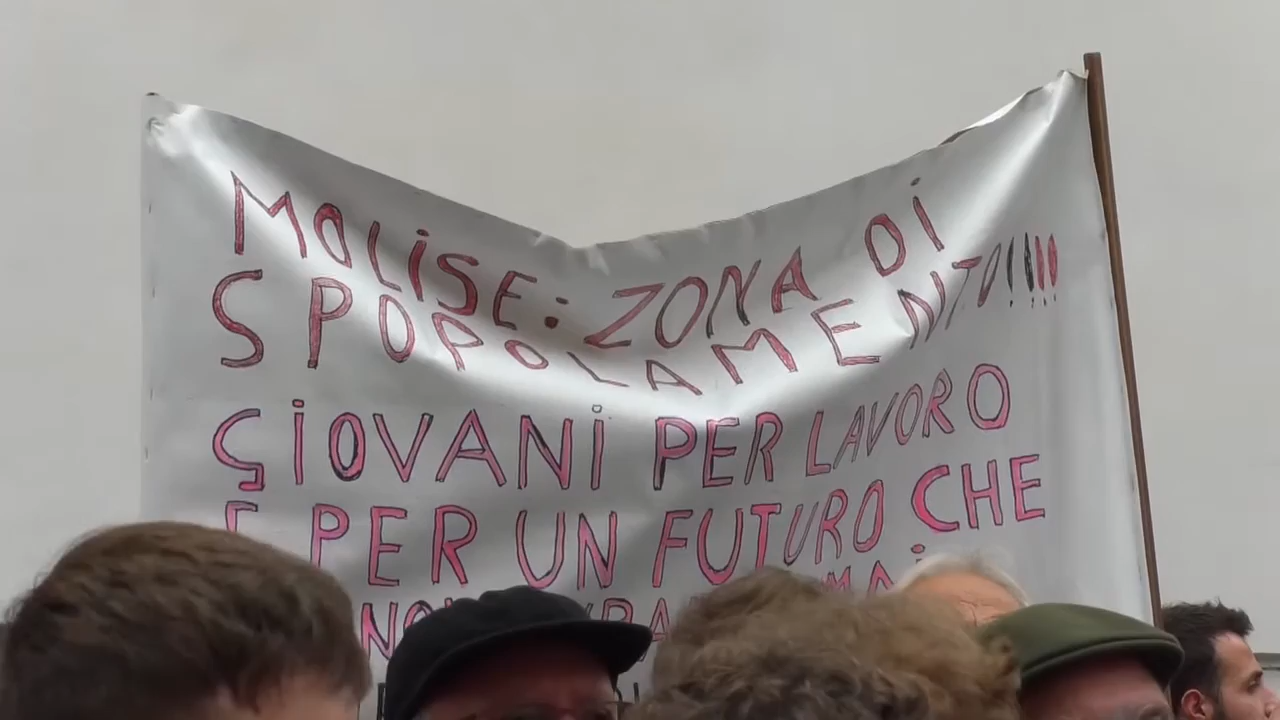 MOLiSE: ZONA Di
SPOPOLAMENTO!!!!
GiOVANi PER LAVORO
E PER UN FUTURO CHE